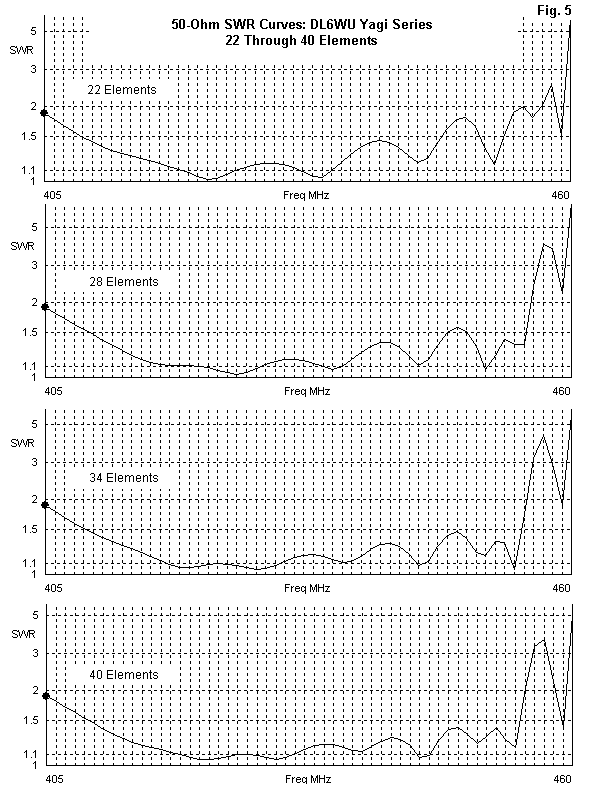 Fig. 5
50-Ohm SWR Curves: DL6WU Yagi Series
22 Through 40 Elements
5
SWR
3
22 Elements
2
1.5
1.1
1
405 Freq MHz 460
5
SWR
3
28 Elements
2
1.5
1.1
1
405 Freq MHz 460
5
SWR
3
34 Elements
2
1.5
1.1
1
405 Freq MHz 460
5
SWR
3
40 Elements
2
1.5
1.1
1
405 Freq MHz 460